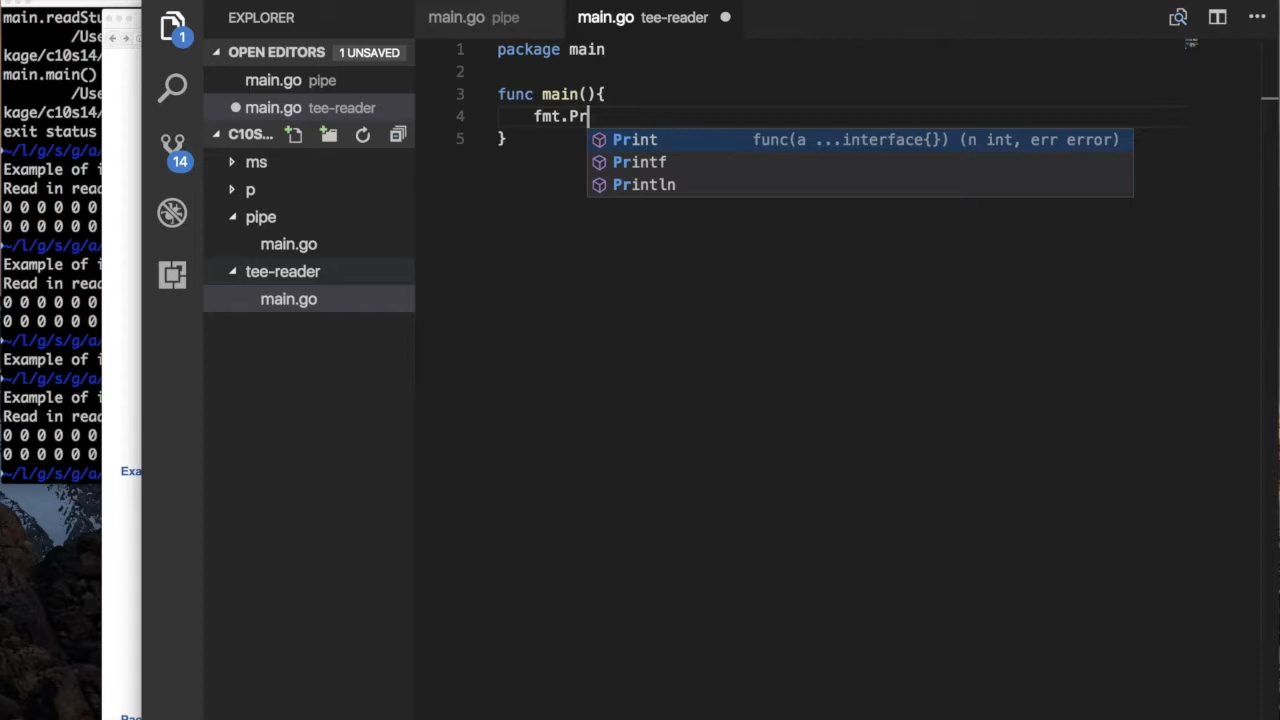 main.readStu
/Use
kage/c10s14/
main.main()
/Use
kage/c10s14/
exit status
~/l/g/s/g/a/
Example of i
Read in read
0 0 0 0 0 0
0 0 0 0 0 0
~/l/g/s/g/a/
Example of i
Read in read
0 0 0 0 0 0
0 0 0 0 0 0
~/l/g/s/g/a/
Example of i
~/l/g/s/g/a/
Example of i
Read in read
0 0 0 0 0 0
0 0 0 0 0 0
~/l/g/s/g/a/
Exa
1
14
EXPLORER
OPEN EDITORS 1 UNSAVED
main.go pipe
main.go tee-reader
C10S...
ms
p
pipe
main.go
tee-reader
main.go
main.go pipe
main.go tee-reader
1 package main
2
3 func main(){
4 fmt.Pr
5 }
Print func(a ...interface{}) (n int, err error)
Printf
Println